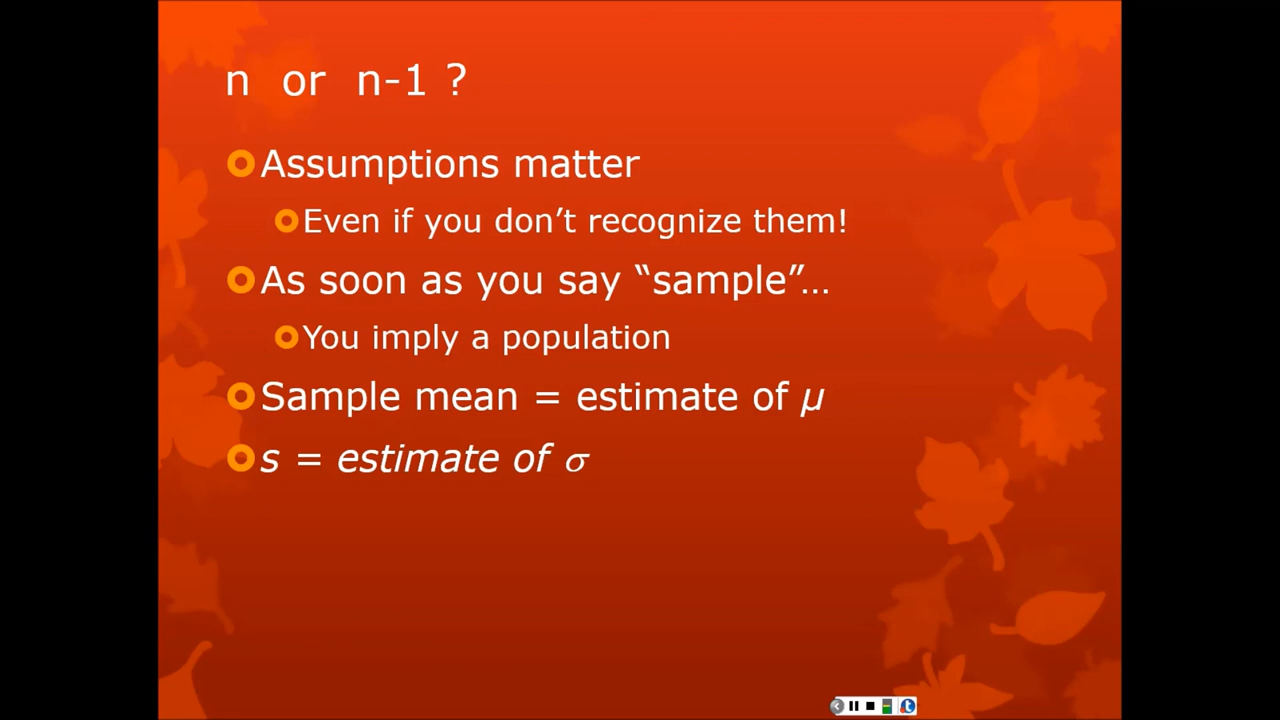 n or n-1 ?
Assumptions matter
Even if you don’t recognize them!
As soon as you say “sample”…
You imply a population
Sample mean = estimate of μ
s = estimate of σ